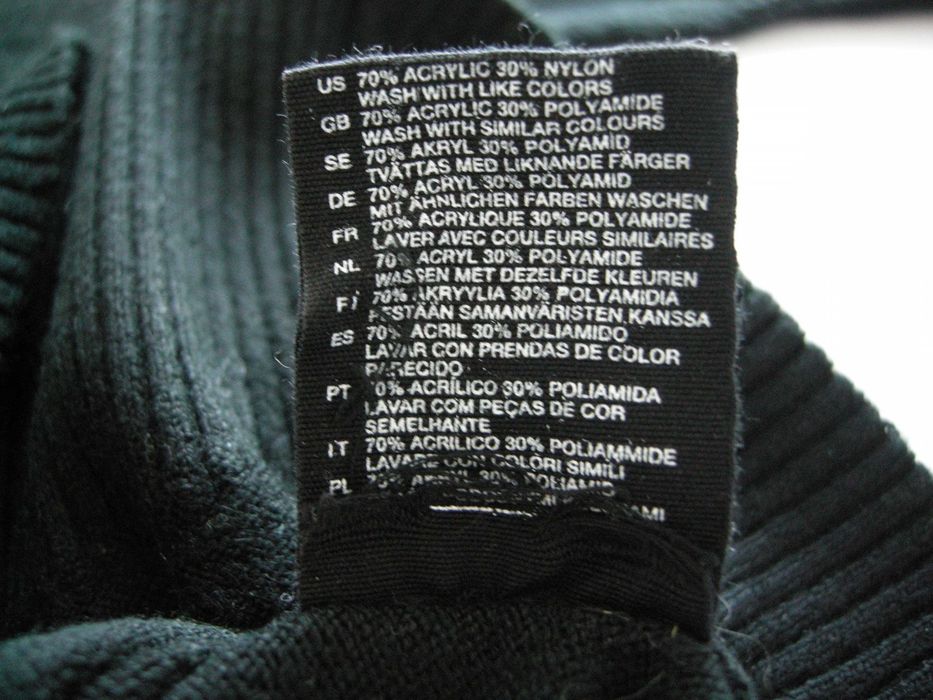 US 70% ACRYLIC 30% NYLON
WASH WITH LIKE COLORS
GB 70% ACRYLIC 30% POLYAMIDE
WASH WITH SIMILAR COLOURS
SE 70% AKRYL 30% POLYAMID
TVÄTTAS MED LIKNANDE FÄRGER
DE 70% ACRYL 30% POLYAMID
MIT ÄHNLICHEN FARBEN WASCHEN
FR 70% ACRYLIQUE 30% POLYAMIDE
LAVER AVEC COULEURS SIMILAIRES
NL 70% ACRYL 30% POLYAMIDE
WASSEN MET DEZELFDE KLEUREN
FI 70% AKRYYLIA 30% POLYAMIDIA
PESTÄÄN SAMANVÄRISTEN KANSSA
ES 70% ACRIL 30% POLIAMIDO
LAVAR CON PRENDAS DE COLOR
PARECIDO
PT 70% ACRÍLICO 30% POLIAMIDA
LAVAR COM PEÇAS DE COR
SEMELHANTE
IT 70% ACRILICO 30% POLIAMMIDE
LAVARE CON COLORI SIMILI
PL 30% POLIAMID